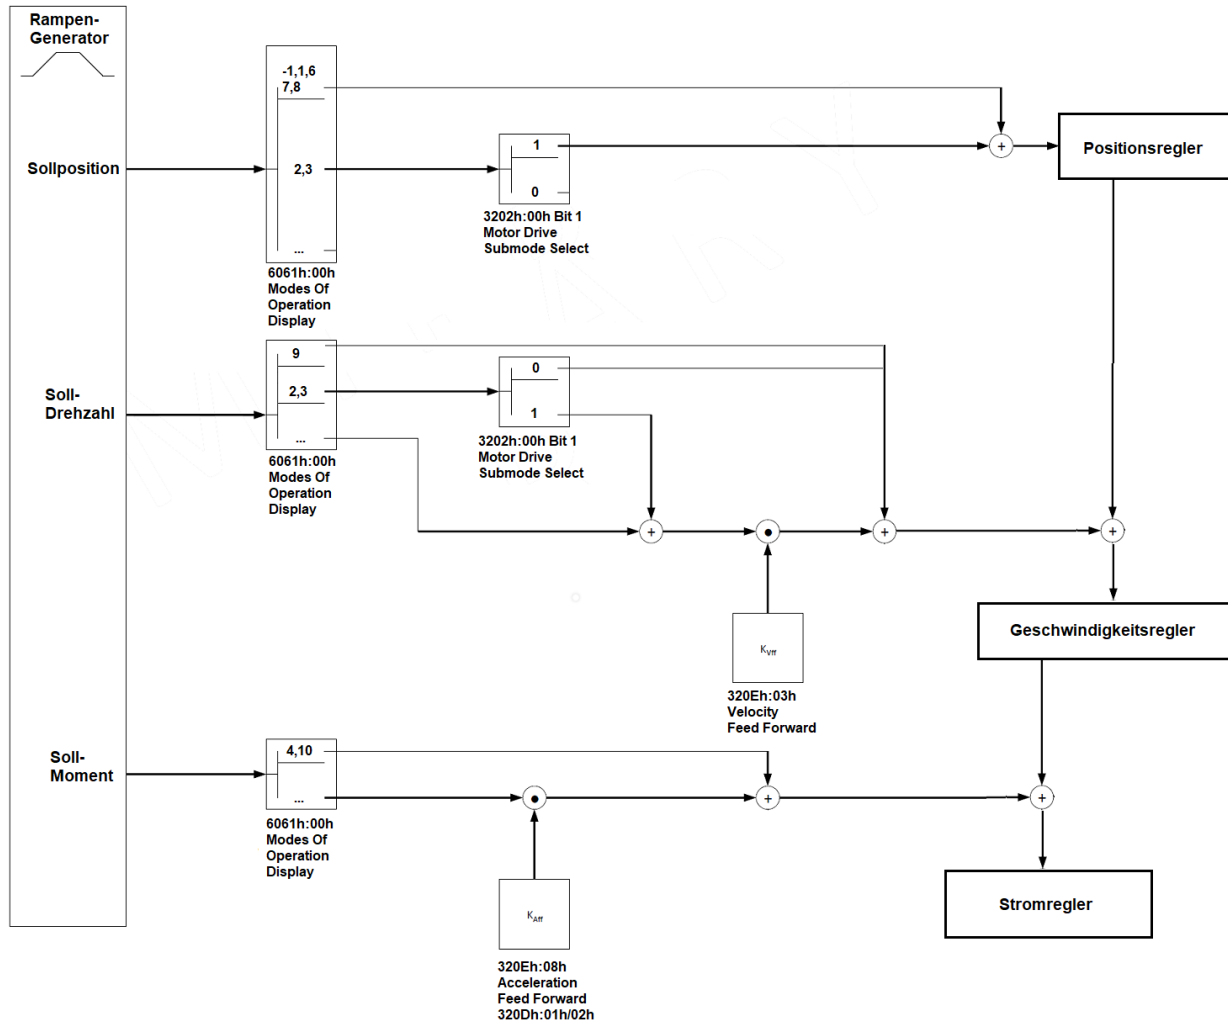 Rampen-
Generator
-1,1,6
7,8
Sollposition
2,3
...
6061h:00h
Modes Of
Operation
Display
1
0
3202h:00h Bit 1
Motor Drive
Submode Select
+
Positionsregler
Soll-
Drehzahl
9
2,3
...
6061h:00h
Modes Of
Operation
Display
0
1
3202h:00h Bit 1
Motor Drive
Submode Select
+
+
+
KVff
320Eh:03h
Velocity
Feed Forward
Geschwindigkeitsregler
Soll-
Moment
4,10
...
6061h:00h
Modes Of
Operation
Display
+
+
KAff
320Eh:08h
Acceleration
Feed Forward
320Dh:01h/02h
Stromregler